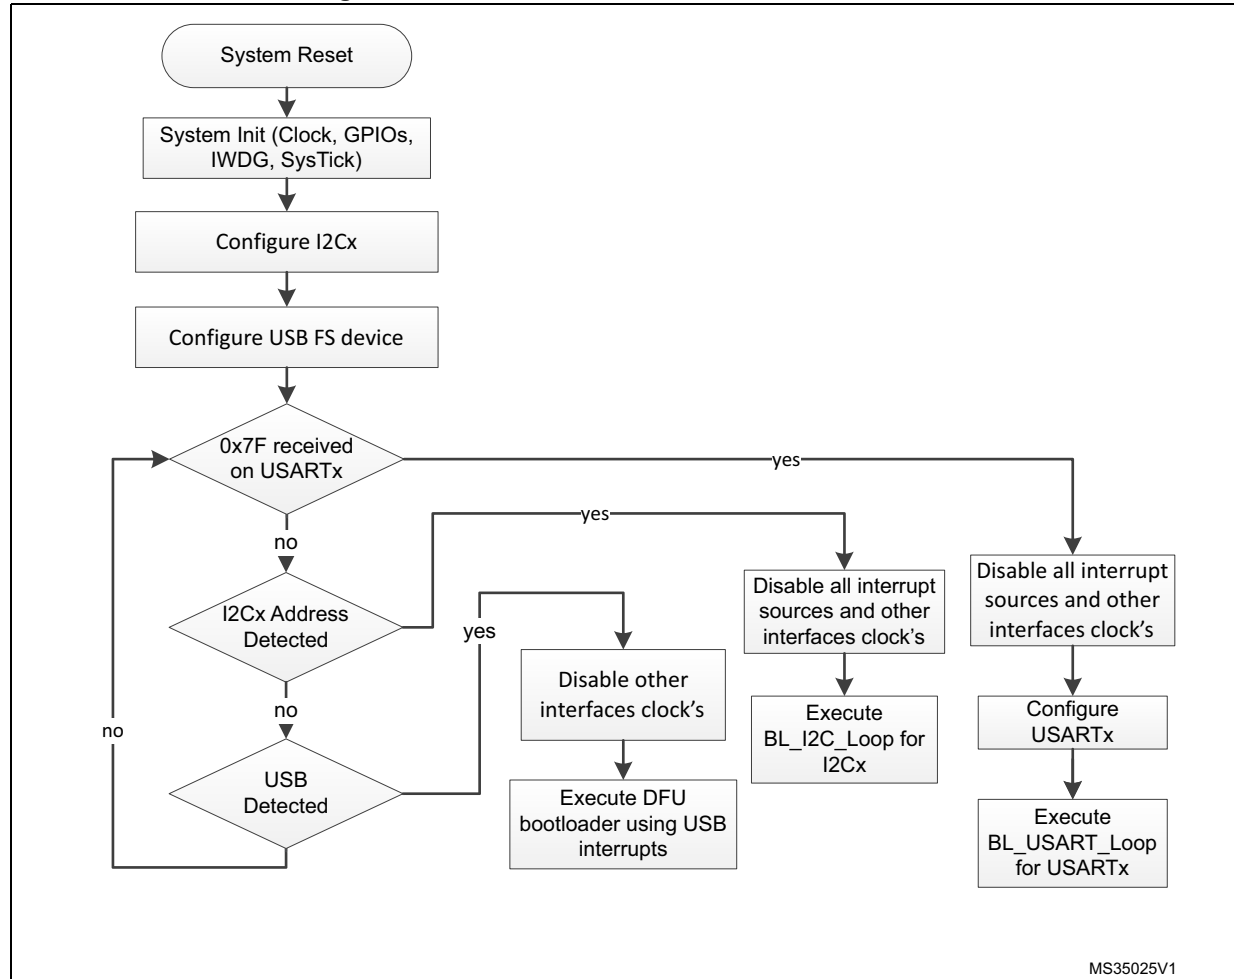 System Reset
System Init (Clock, GPIOs,
IWDG, SysTick)
Configure I2Cx
Configure USB FS device
0x7F received
on USARTx
yes
no
yes
I2Cx Address
Detected
yes
no
no
USB
Detected
Disable other
interfaces clock’s
Execute DFU
bootloader using USB
interrupts
Disable all interrupt
sources and other
interfaces clock’s
Execute
BL_I2C_Loop for
I2Cx
Disable all interrupt
sources and other
interfaces clock’s
Configure
USARTx
Execute
BL_USART_Loop
for USARTx
MS35025V1